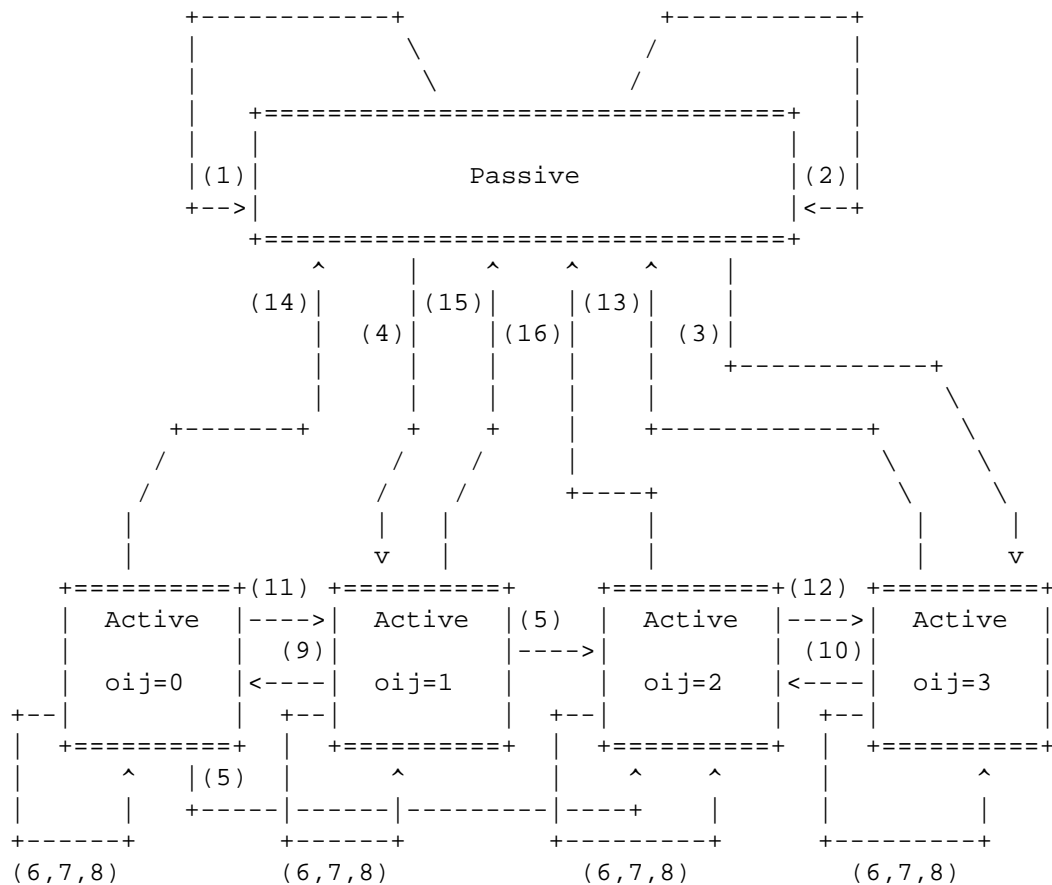 (1) Passive (2)
(14) (15) (13)
(4) (16) (3)
(11) (12)
Active Active (5) Active Active
(9) (10)
oij=0 oij=1 oij=2 oij=3
(5)
(6,7,8) (6,7,8) (6,7,8) (6,7,8)